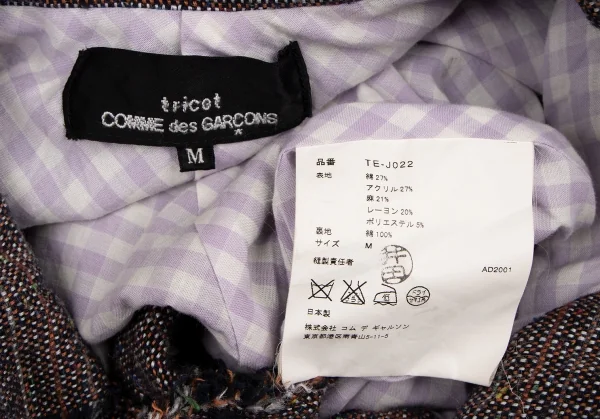 tricot
COMME des GARÇONS
M
品番 TE-J022
表地 綿 27%
アクリル 27%
麻 21%
レーヨン 20%
ポリエステル 5%
裏地 綿 100%
サイズ M
縫製責任者
AD2001
ドライ
日本製
株式会社 コム デ ギャルソン
東京都港区南青山5-11-5